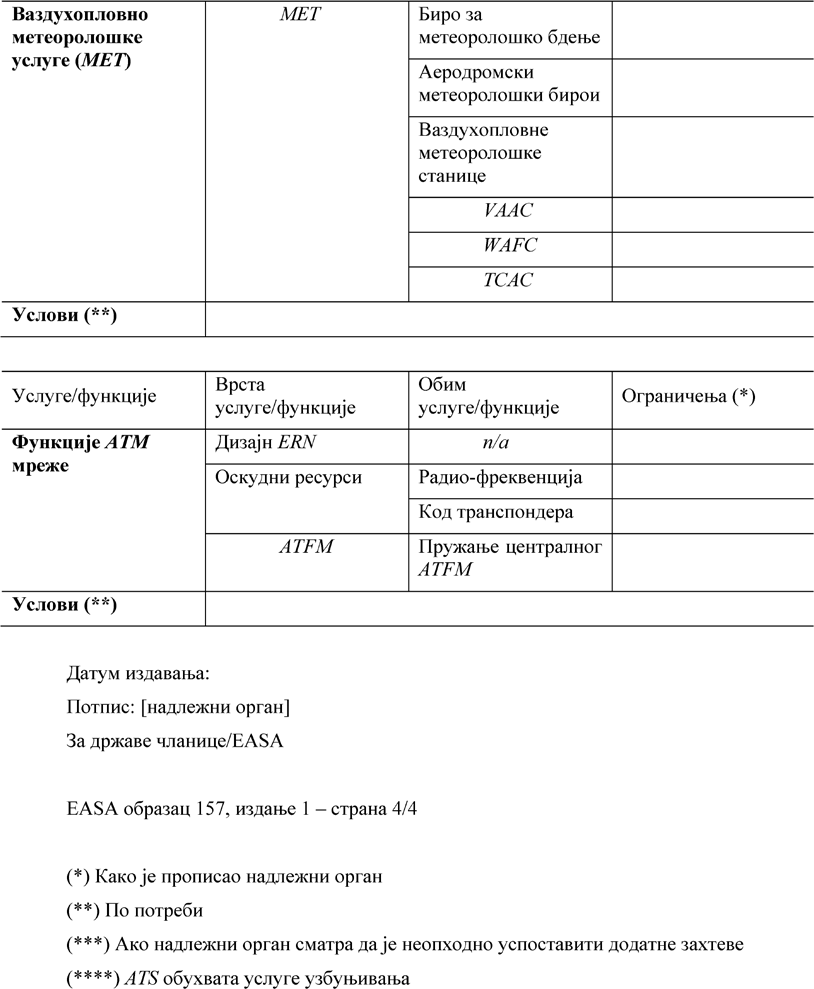 Ваздухопловно метеоролошке услуге (MET)
MET
Биро за метеоролошко бдење
Аеродромски метеоролошки бирои
Ваздухопловне метеоролошке станице
VAAC
WAFC
TCAC
Услови (**)
Услуге/функције
Врста услуге/функције
Обим услуге/функције
Ограничења (*)
Функције ATM мреже
Дизајн ERN
n/a
Оскудни ресурси
Радио-фреквенција
Код транспондера
ATFM
Пружање централног ATFM
Услови (**)
Датум издавања:
Потпис: [надлежни орган]
За државе чланице/EASA
EASA образац 157, издање 1 – страна 4/4
(*) Како је прописао надлежни орган
(**) По потреби
(***) Ако надлежни орган сматра да је неопходно успоставити додатне захтеве
(****) ATS обухвата услуге узбуњивања